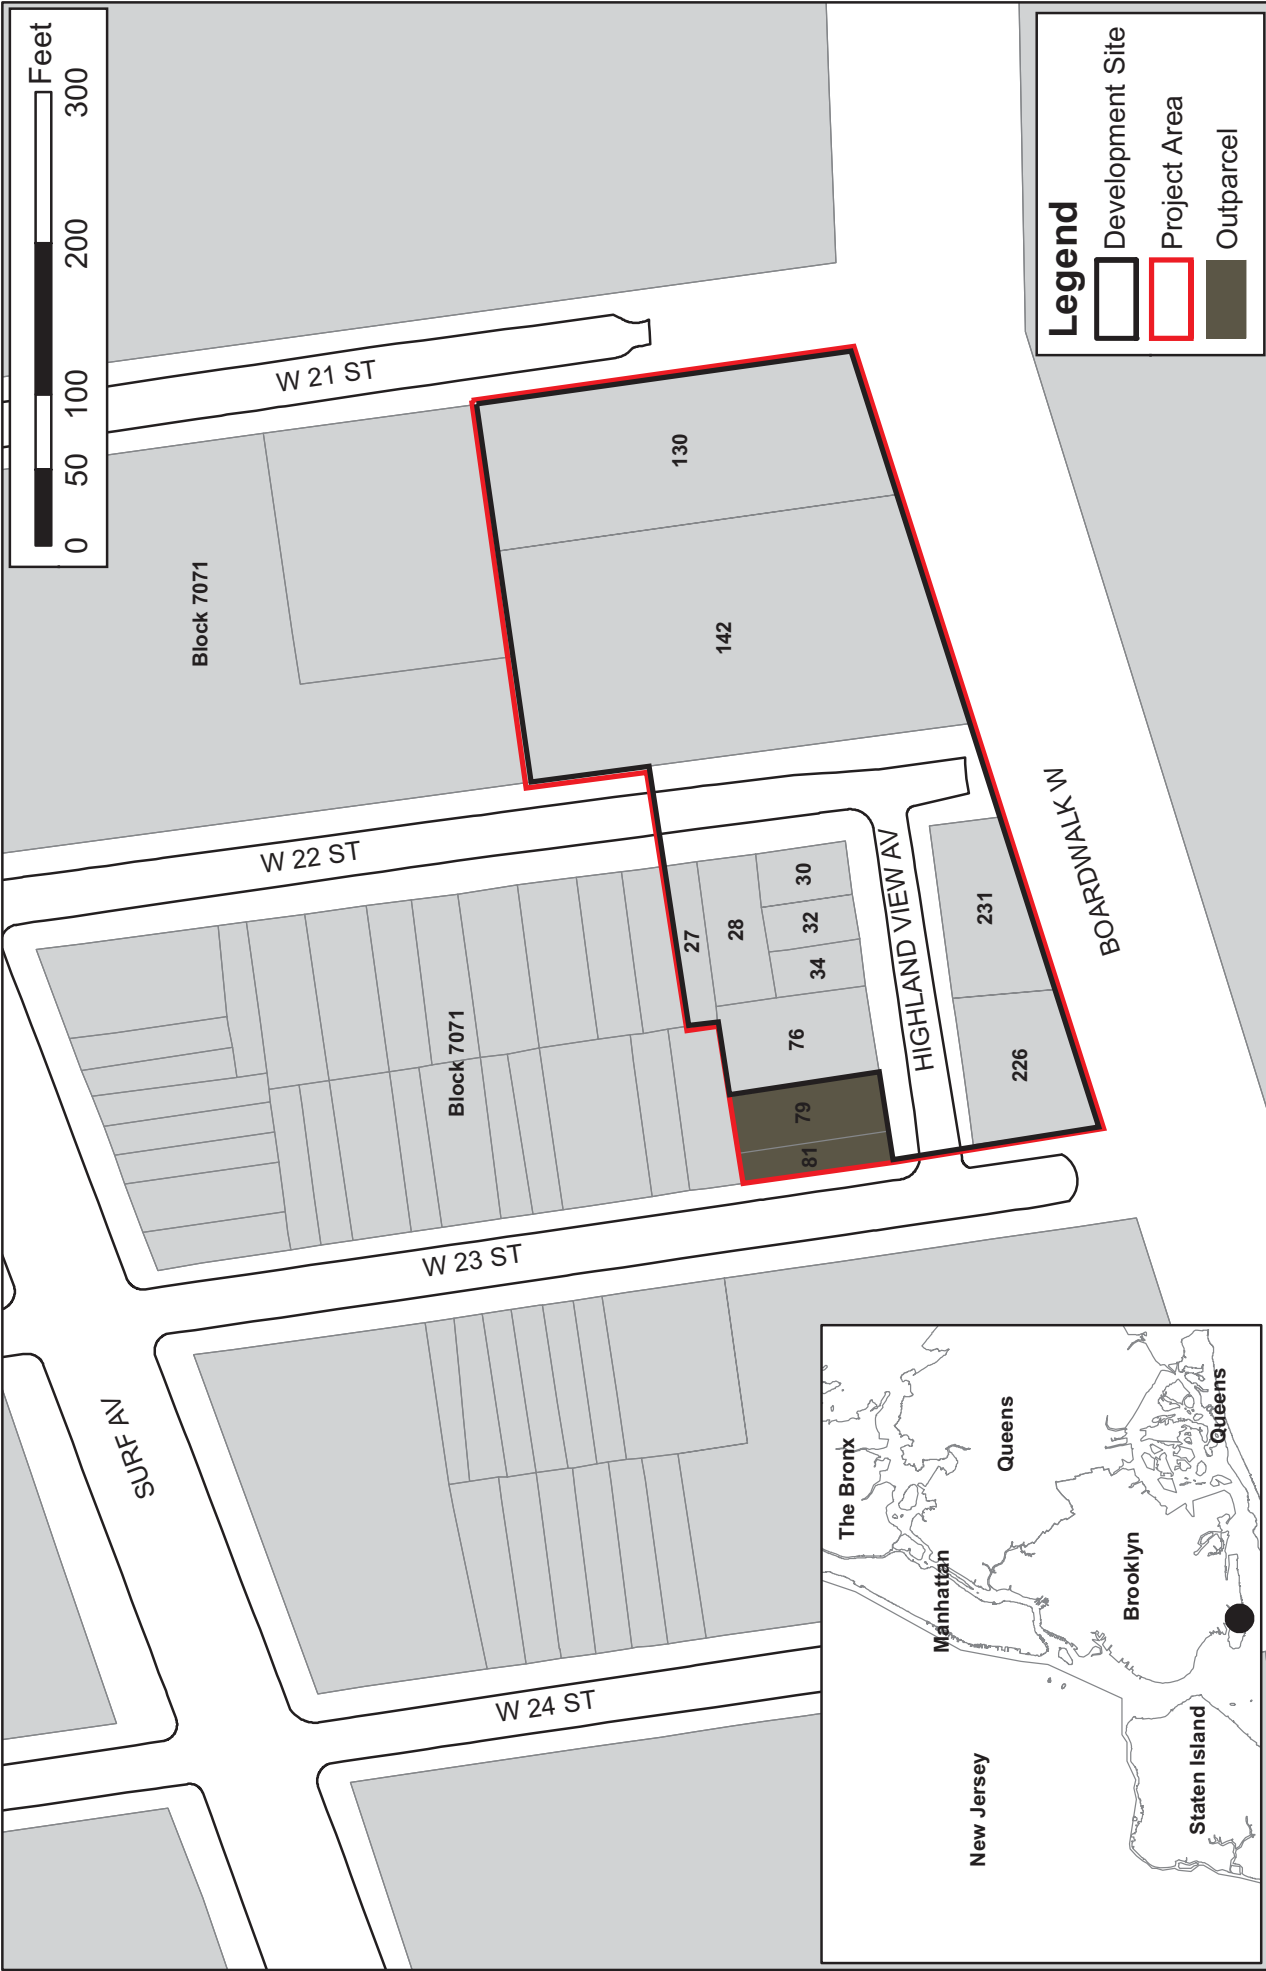 SURF AV
W 24 ST
W 23 ST
W 22 ST
W 21 ST
HIGHLAND VIEW AV
BOARDWALK W
Block 7071
Block 7071
27
28
30
32
34
76
79
81
130
142
226
231
0 50 100 200 300
Feet
Legend
Development Site
Project Area
Outparcel
The Bronx
Manhattan
Queens
New Jersey
Brooklyn
Staten Island
Queens